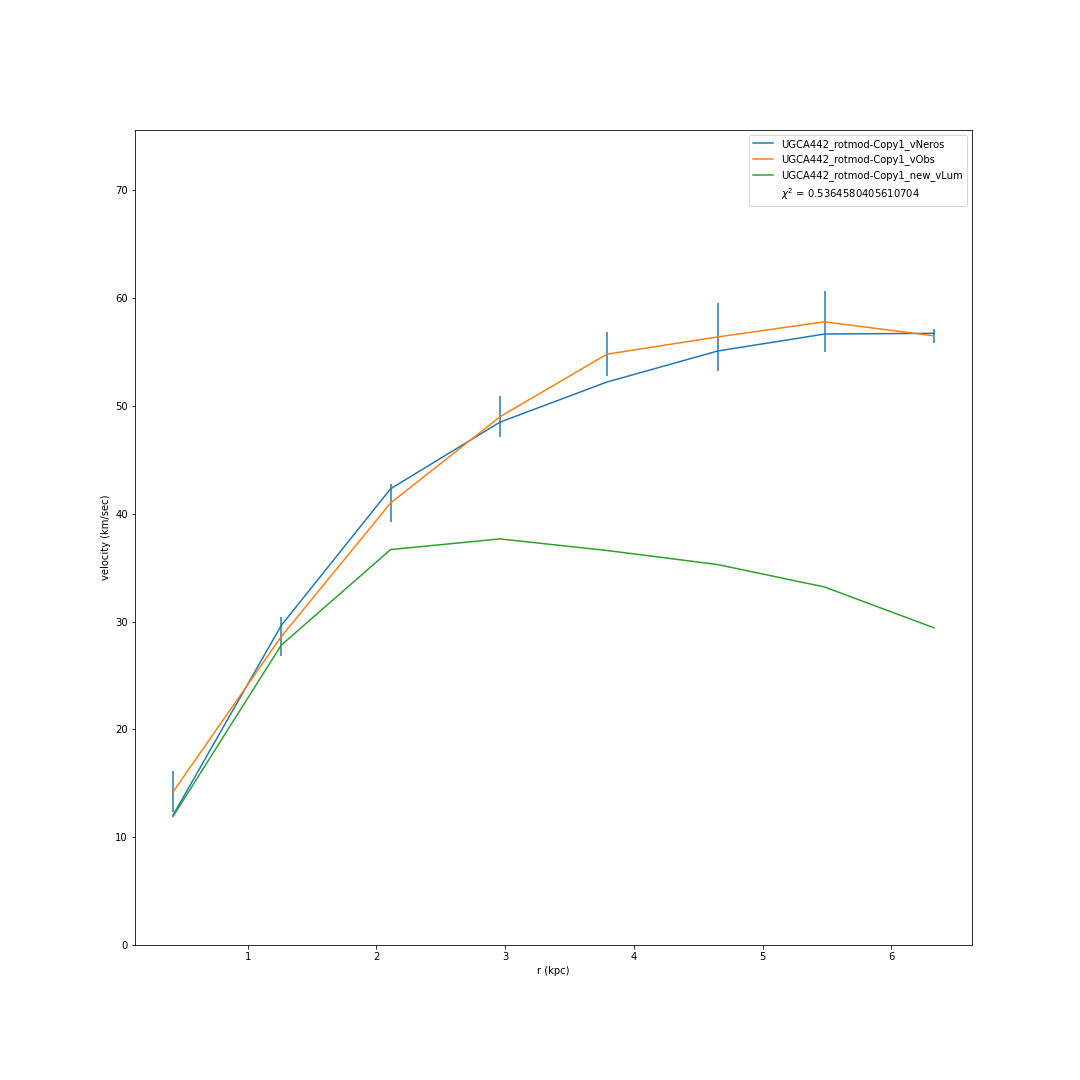 UGCA442_rotmod-Copy1_vNeros
UGCA442_rotmod-Copy1_vObs
UGCA442_rotmod-Copy1_new_vLum
χ² = 0.5364580405610704
70
60
50
40
30
20
10
0
velocity (km/sec)
1 2 3 4 5 6
r (kpc)